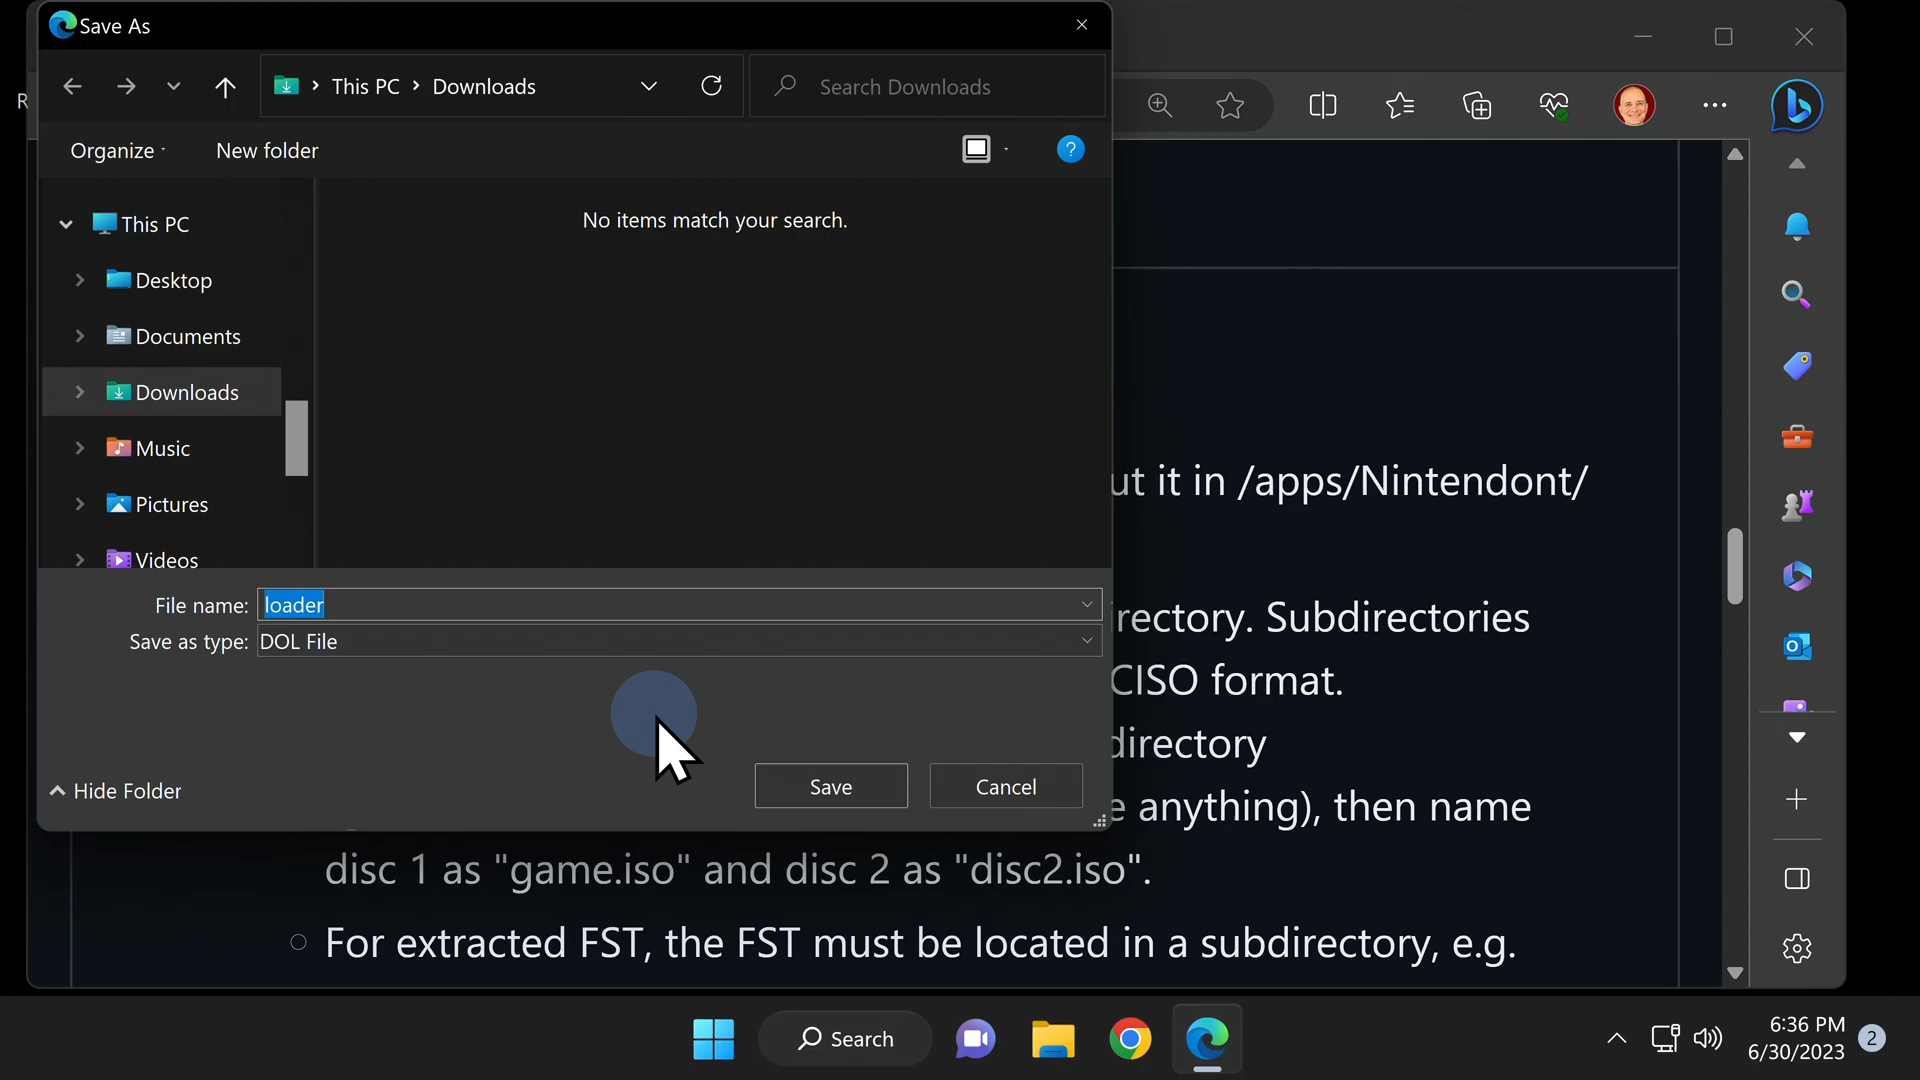 Save As
This PC
Downloads
Search Downloads
Organize
New folder
?
This PC
No items match your search.
Desktop
Documents
Downloads
Music
Pictures
Videos
File name: loader
Save as type: DOL File
Hide Folder
Save
Cancel
R
ut it in /apps/Nintendont/
irectory. Subdirectories
CISO format.
directory
e anything), then name
disc 1 as "game.iso" and disc 2 as "disc2.iso".
For extracted FST, the FST must be located in a subdirectory, e.g.
Search
6:36 PM
6/30/2023
2